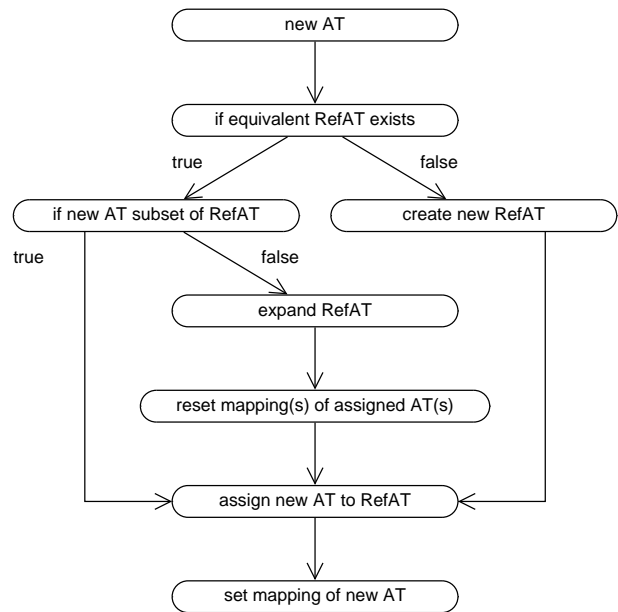 new AT
if equivalent RefAT exists
true
false
if new AT subset of RefAT
create new RefAT
true
false
expand RefAT
reset mapping(s) of assigned AT(s)
assign new AT to RefAT
set mapping of new AT